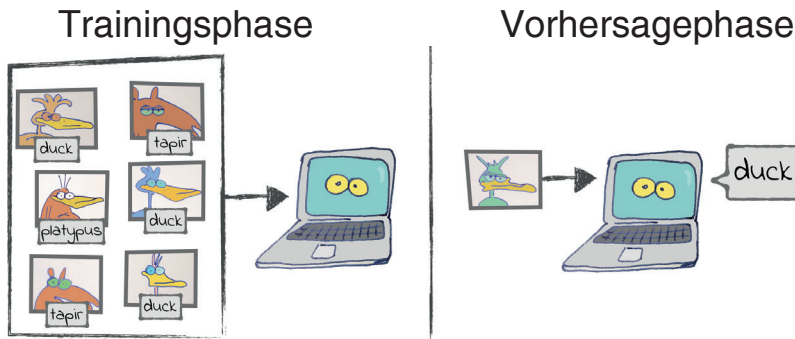 Trainingsphase
Vorhersagephase
duck
tapir
platypus
duck
tapir
duck
duck